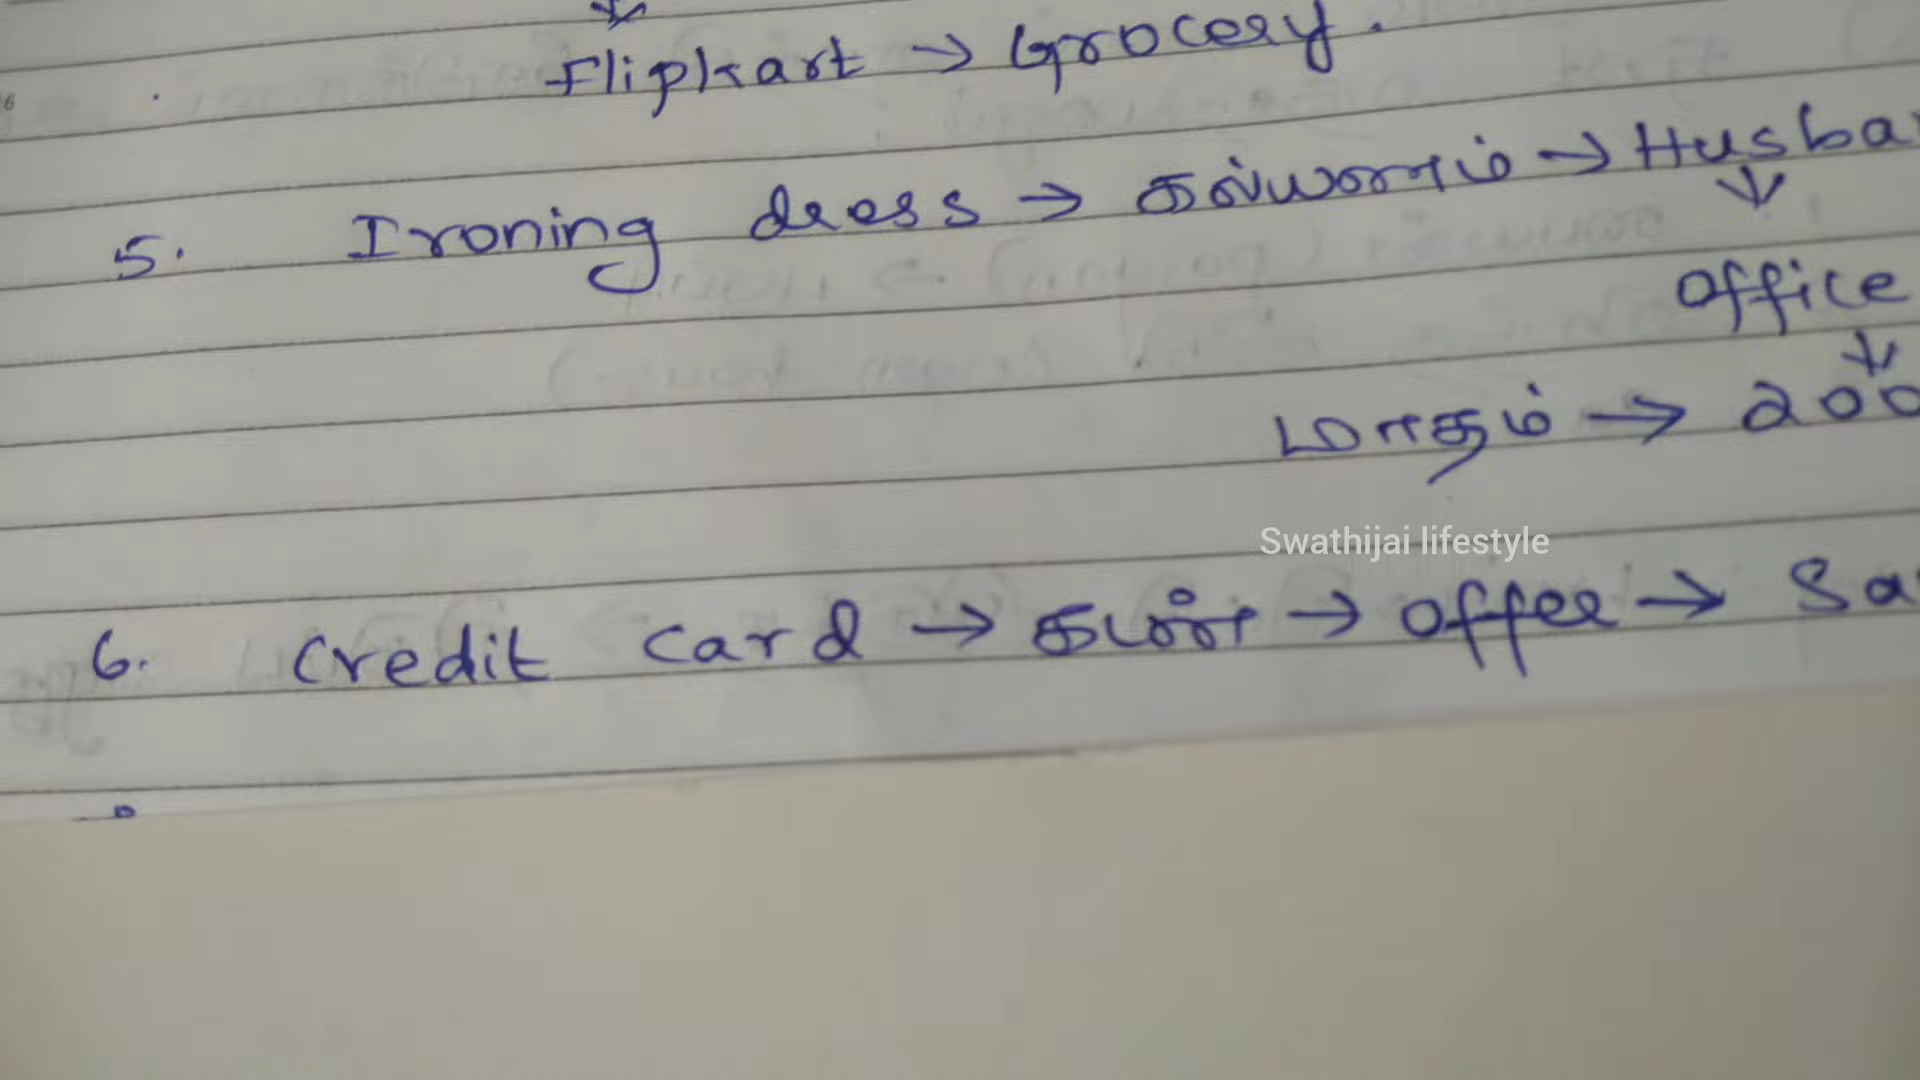 Flipkart → Grocery.
5. Ironing dress → கல்யாணம் → Husba
office
மாதம் → 200
Swathijai lifestyle
6. Credit card → கடன் → offer → Sa